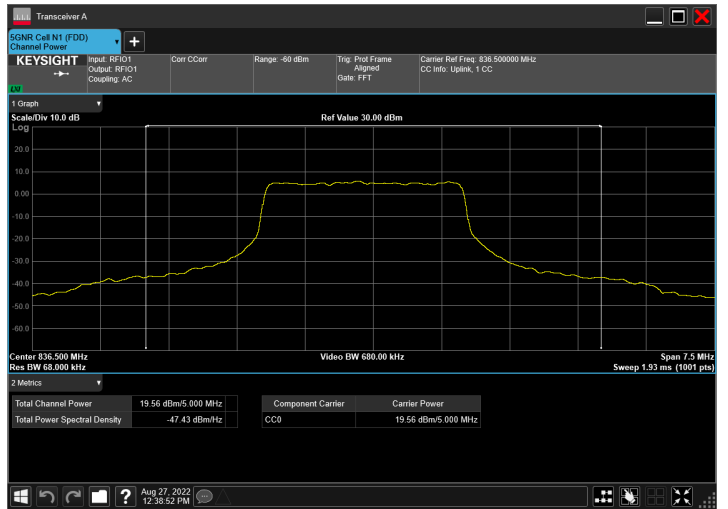 Transceiver A
5GNR Cell N1 (FDD)
Channel Power
KEYSIGHT
LXI
Input: RFIO1
Output: RFIO1
Coupling: AC
Corr CCorr
Range: -60 dBm
Trig: Prot Frame
Aligned
Gate: FFT
Carrier Ref Freq: 836.500000 MHz
CC Info: Uplink, 1 CC
1 Graph
Scale/Div 10.0 dB
Ref Value 30.00 dBm
Log
20.0
10.0
0.00
-10.0
-20.0
-30.0
-40.0
-50.0
-60.0
Center 836.500 MHz
Video BW 680.00 kHz
Span 7.5 MHz
Res BW 68.000 kHz
Sweep 1.93 ms (1001 pts)
2 Metrics
Total Channel Power 19.56 dBm/5.000 MHz
Total Power Spectral Density -47.43 dBm/Hz
Component Carrier Carrier Power
CC0 19.56 dBm/5.000 MHz
?
Aug 27, 2022
12:38:52 PM